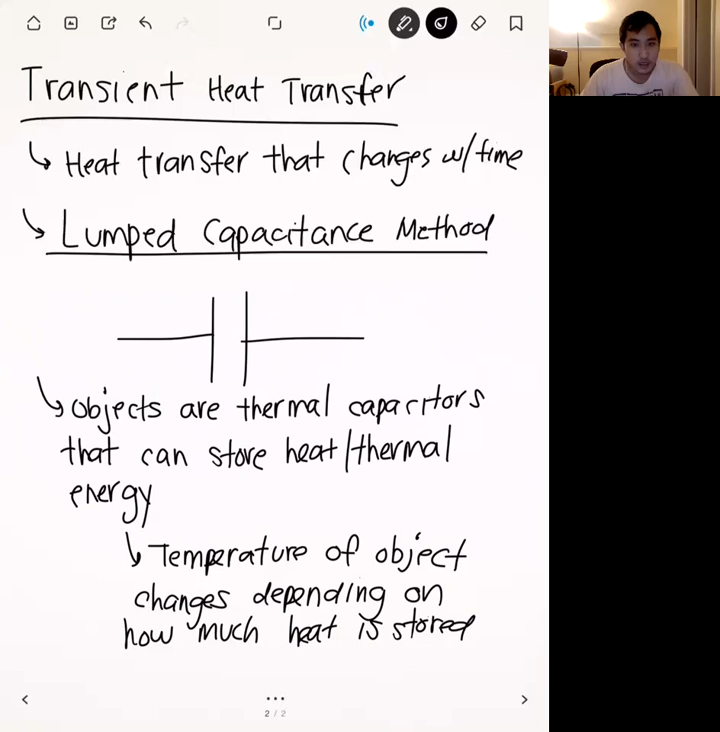 Transient Heat Transfer
↳ Heat transfer that changes w/time
↳ Lumped Capacitance Method
↳ Objects are thermal capacitors
that can store heat/thermal
energy
↳ Temperature of object
changes depending on
how much heat is stored
2 / 2